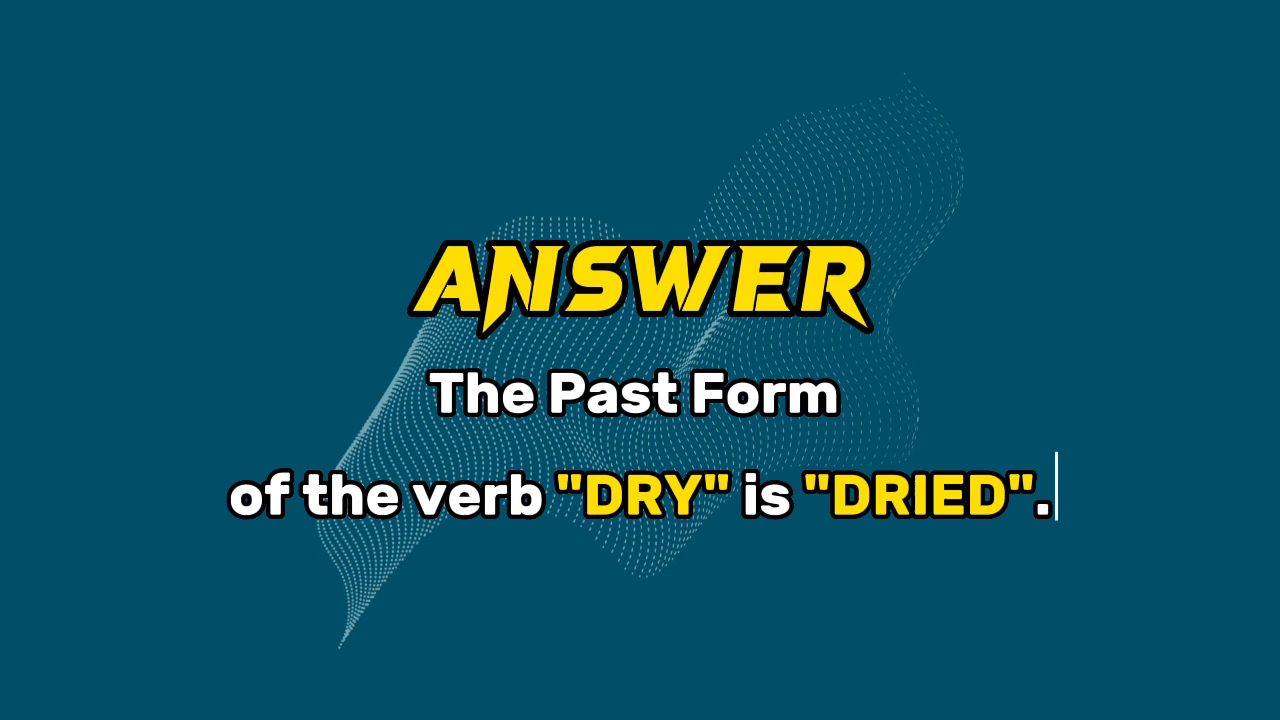 ANSWER
The Past Form
of the verb "DRY" is "DRIED".